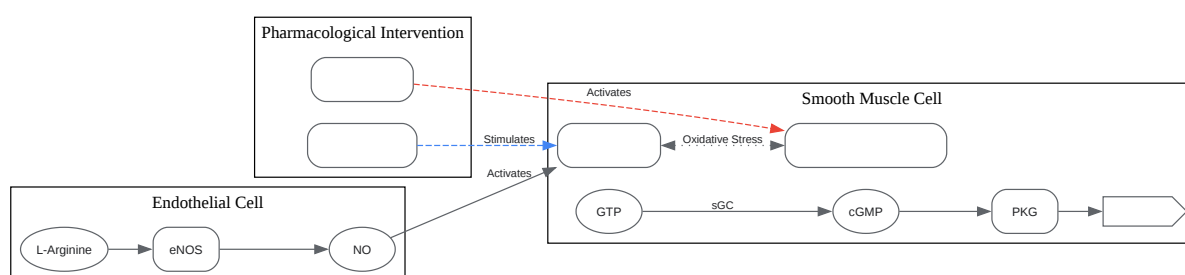 Pharmacological Intervention
Activates
Smooth Muscle Cell
Stimulates
Oxidative Stress
Activates
Endothelial Cell
GTP
sGC
cGMP
PKG
L-Arginine
eNOS
NO